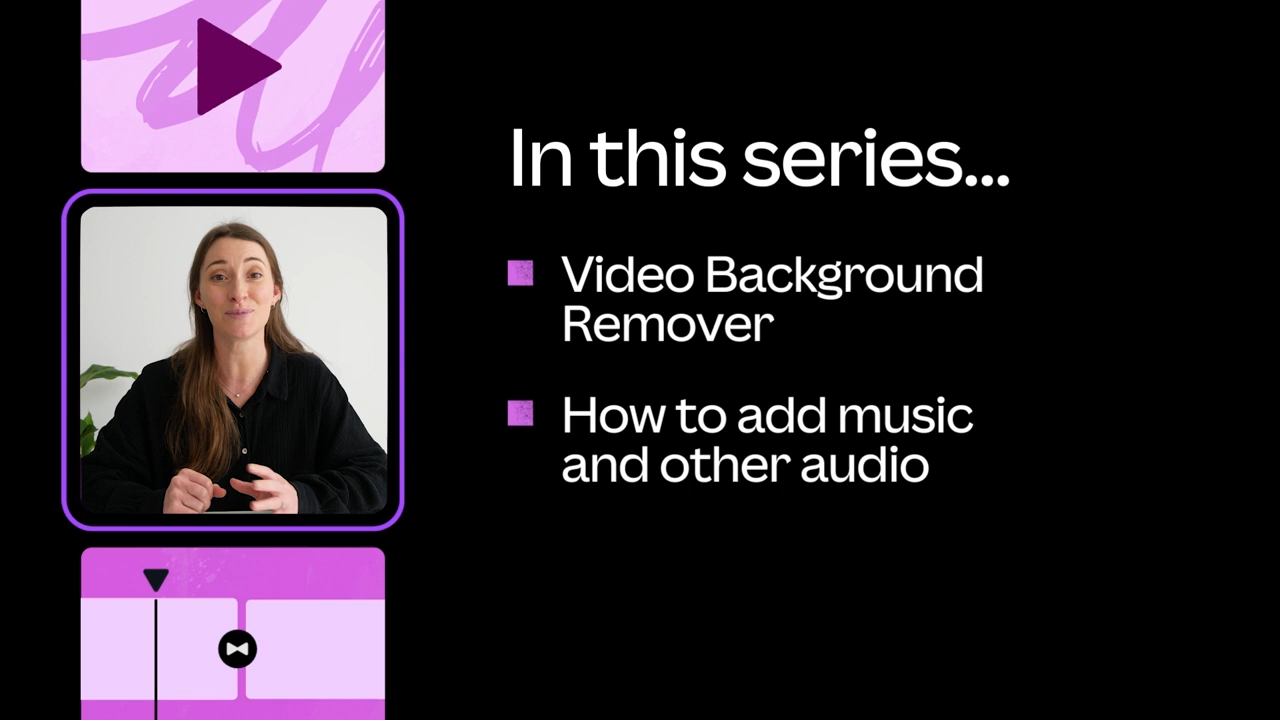 In this series...
Video Background
Remover
How to add music
and other audio